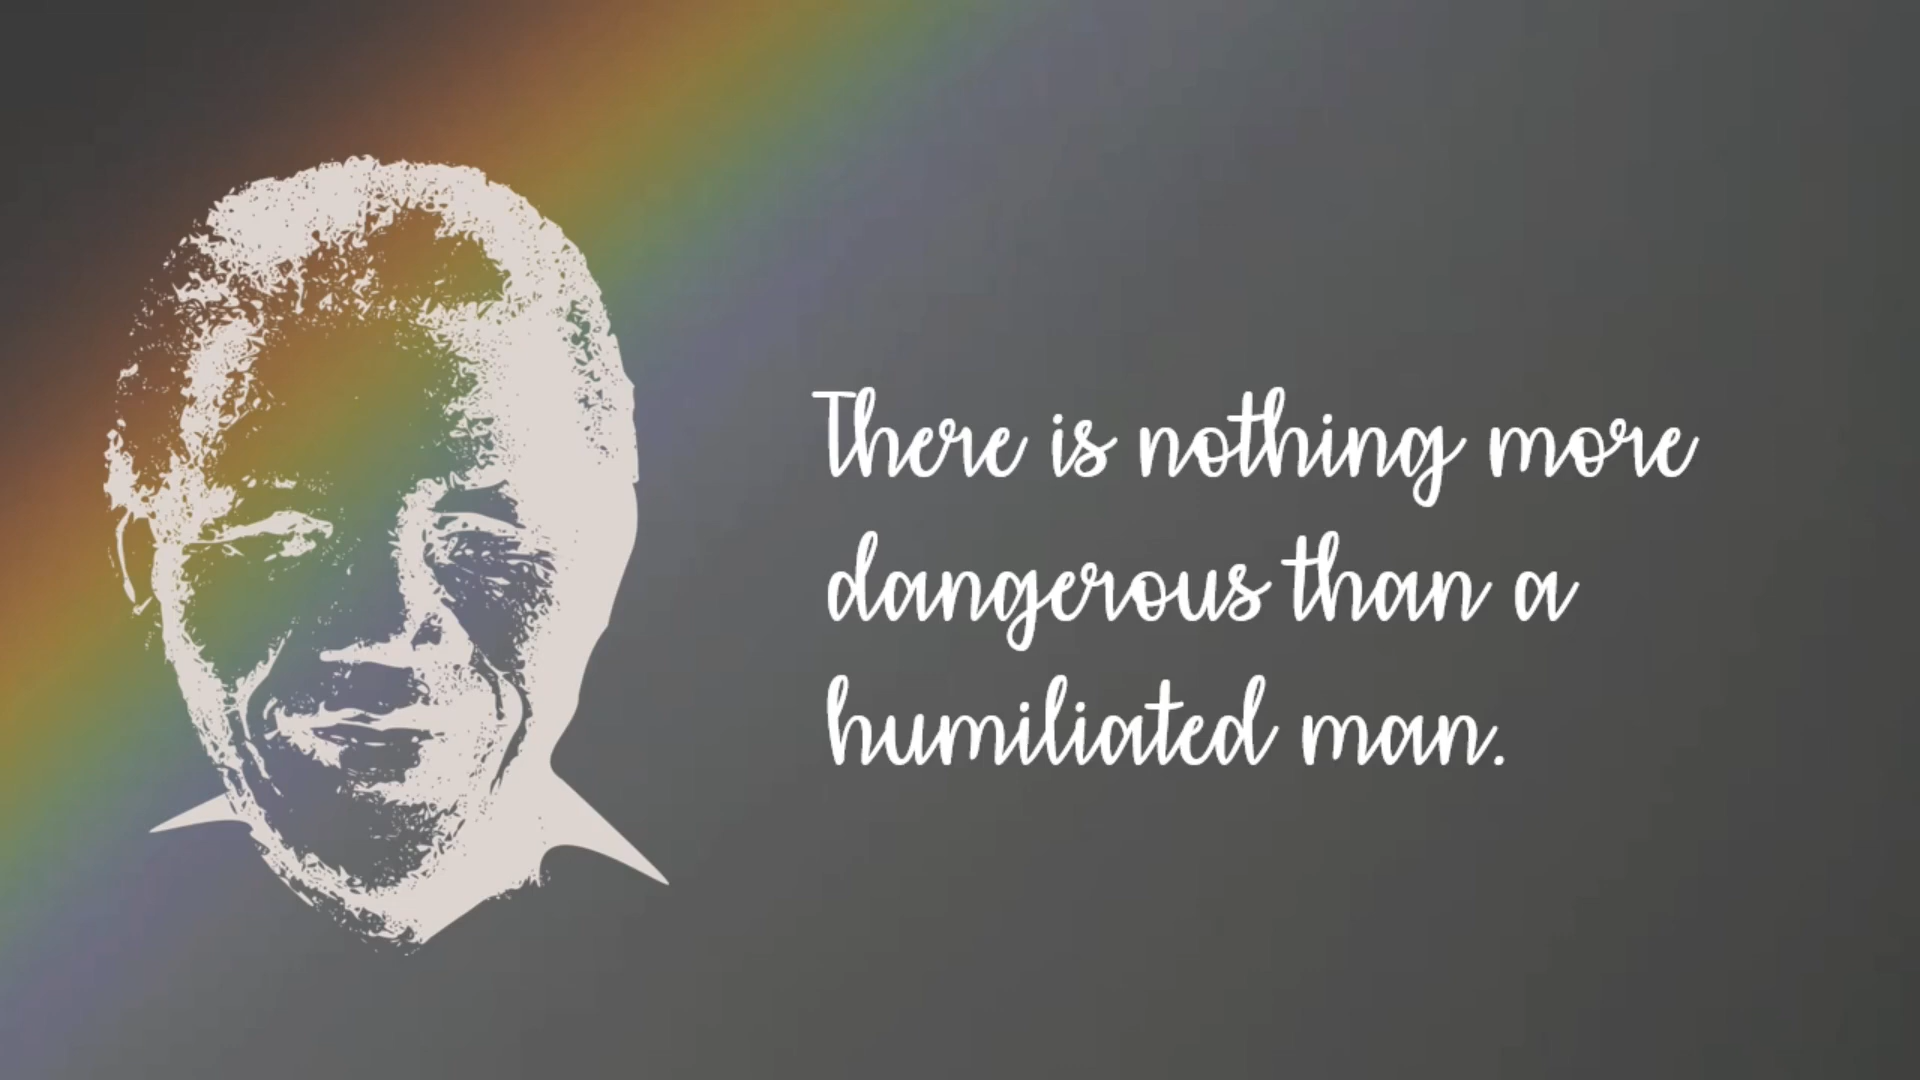 There is nothing more
dangerous than a
humiliated man.